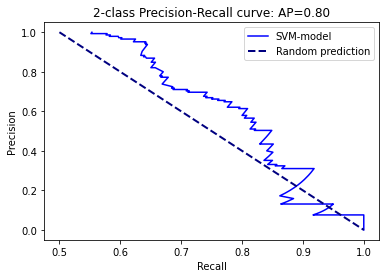 2-class Precision-Recall curve: AP=0.80
SVM-model
Random prediction
Precision
1.0
0.8
0.6
0.4
0.2
0.0
0.5 0.6 0.7 0.8 0.9 1.0
Recall